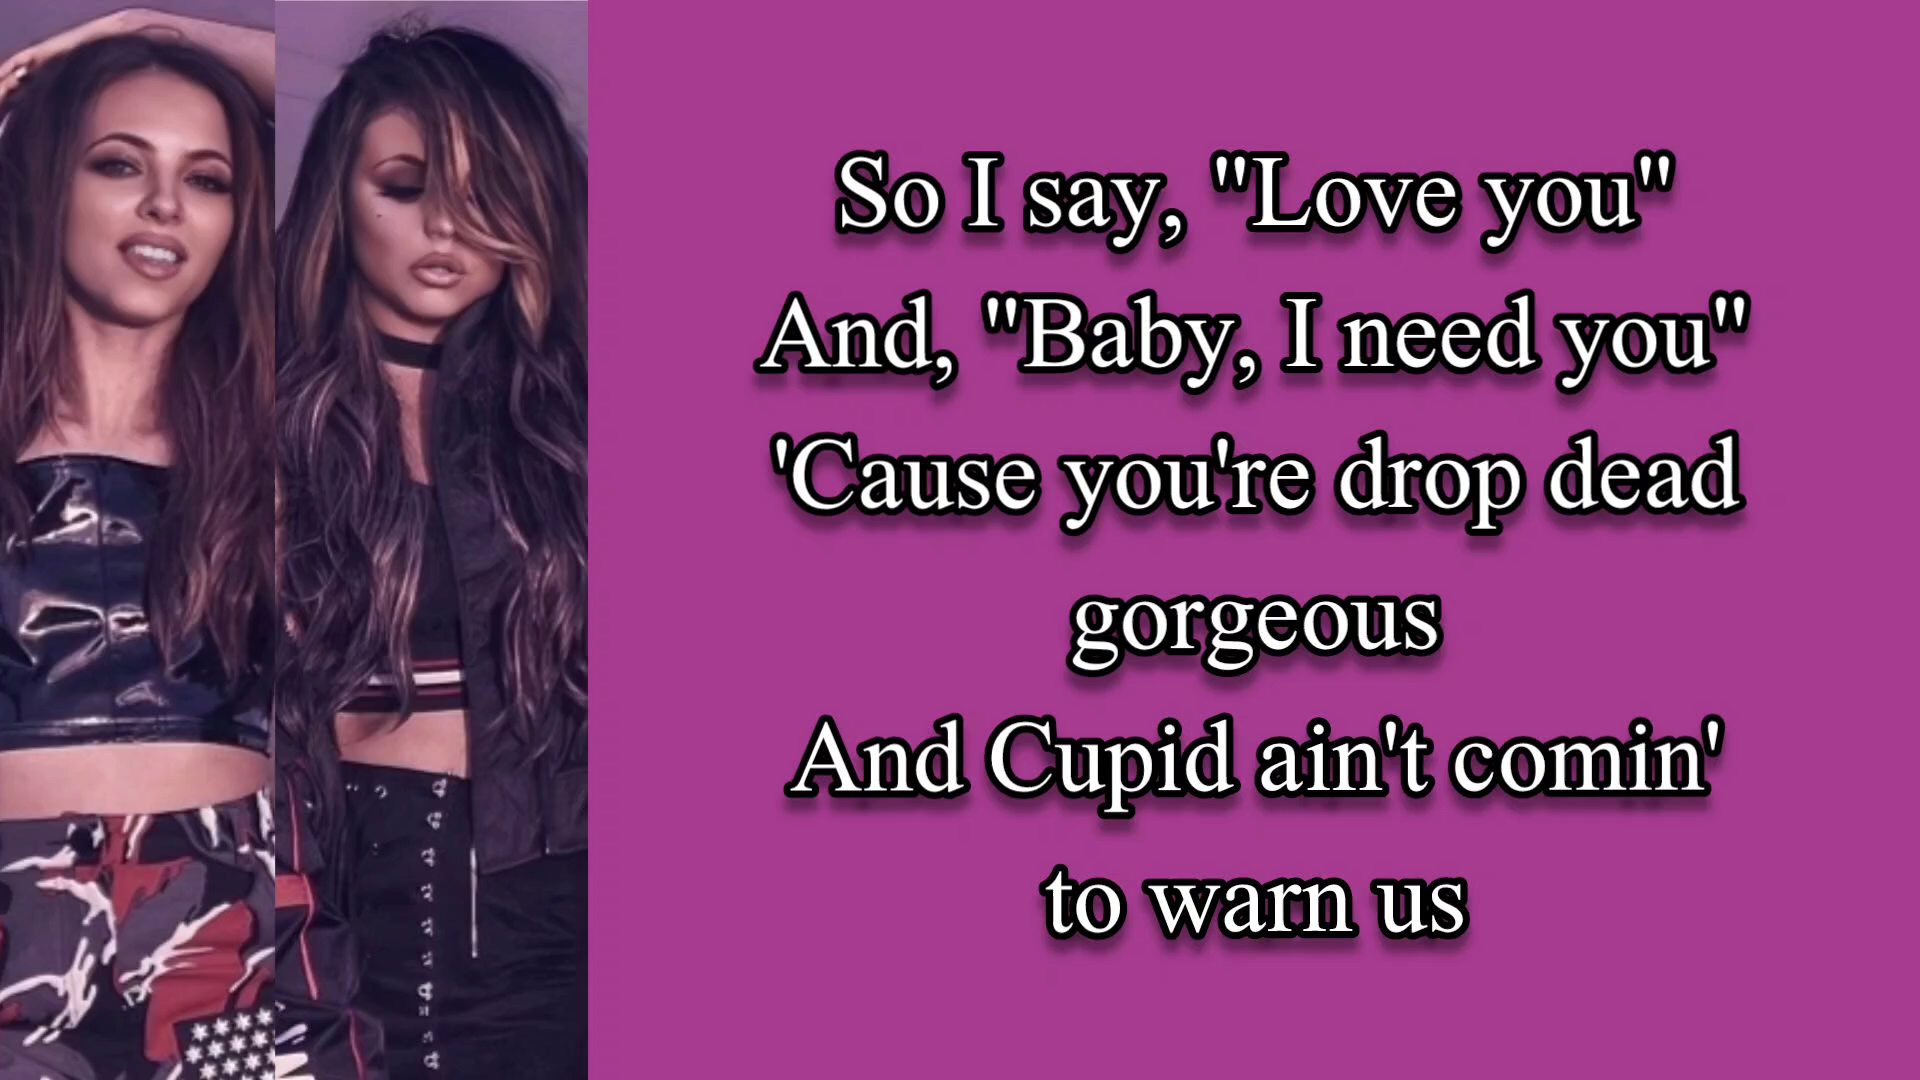 So I say, "Love you"
And, "Baby, I need you"
'Cause you're drop dead
gorgeous
And Cupid ain't comin'
to warn us